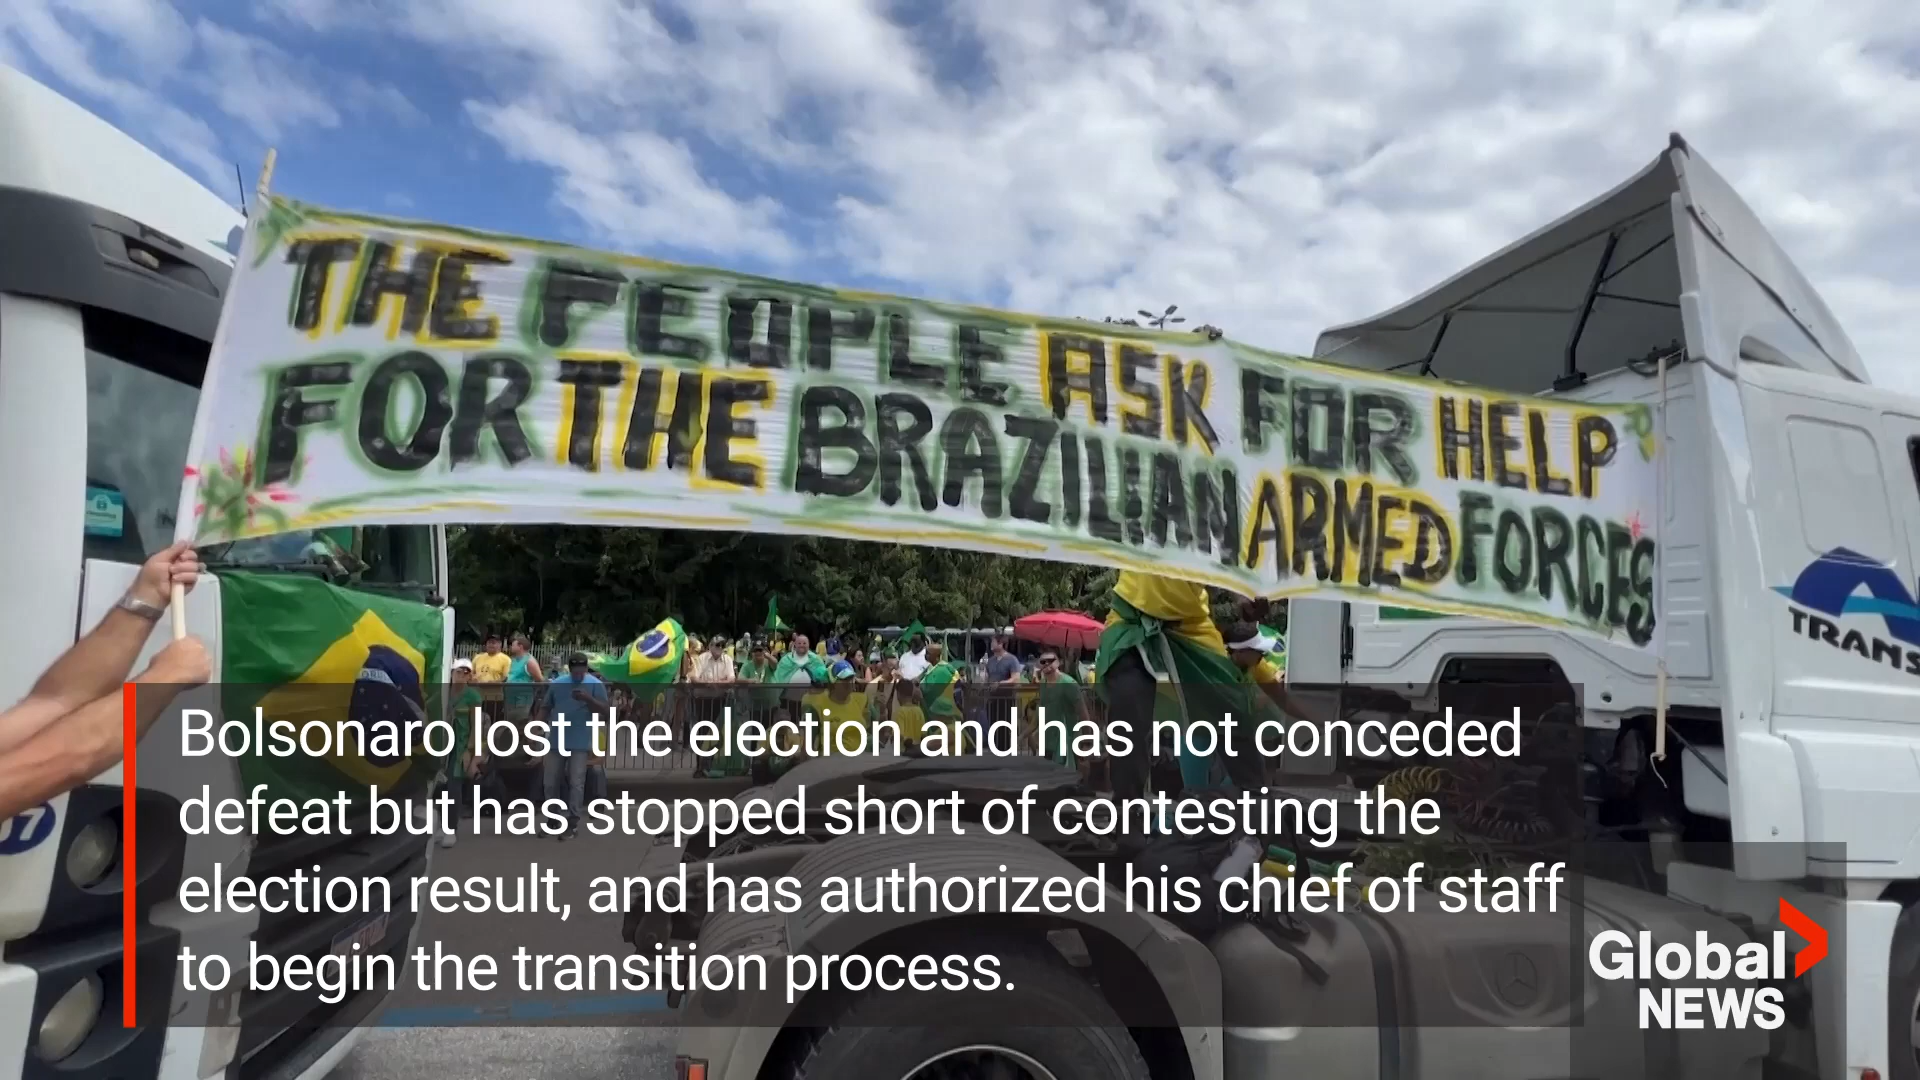 THE PEOPLE ASK FOR HELP
FOR THE BRAZILIAN ARMED FORCES
TRANS
07
Bolsonaro lost the election and has not conceded
defeat but has stopped short of contesting the
election result, and has authorized his chief of staff
to begin the transition process.
Global
NEWS